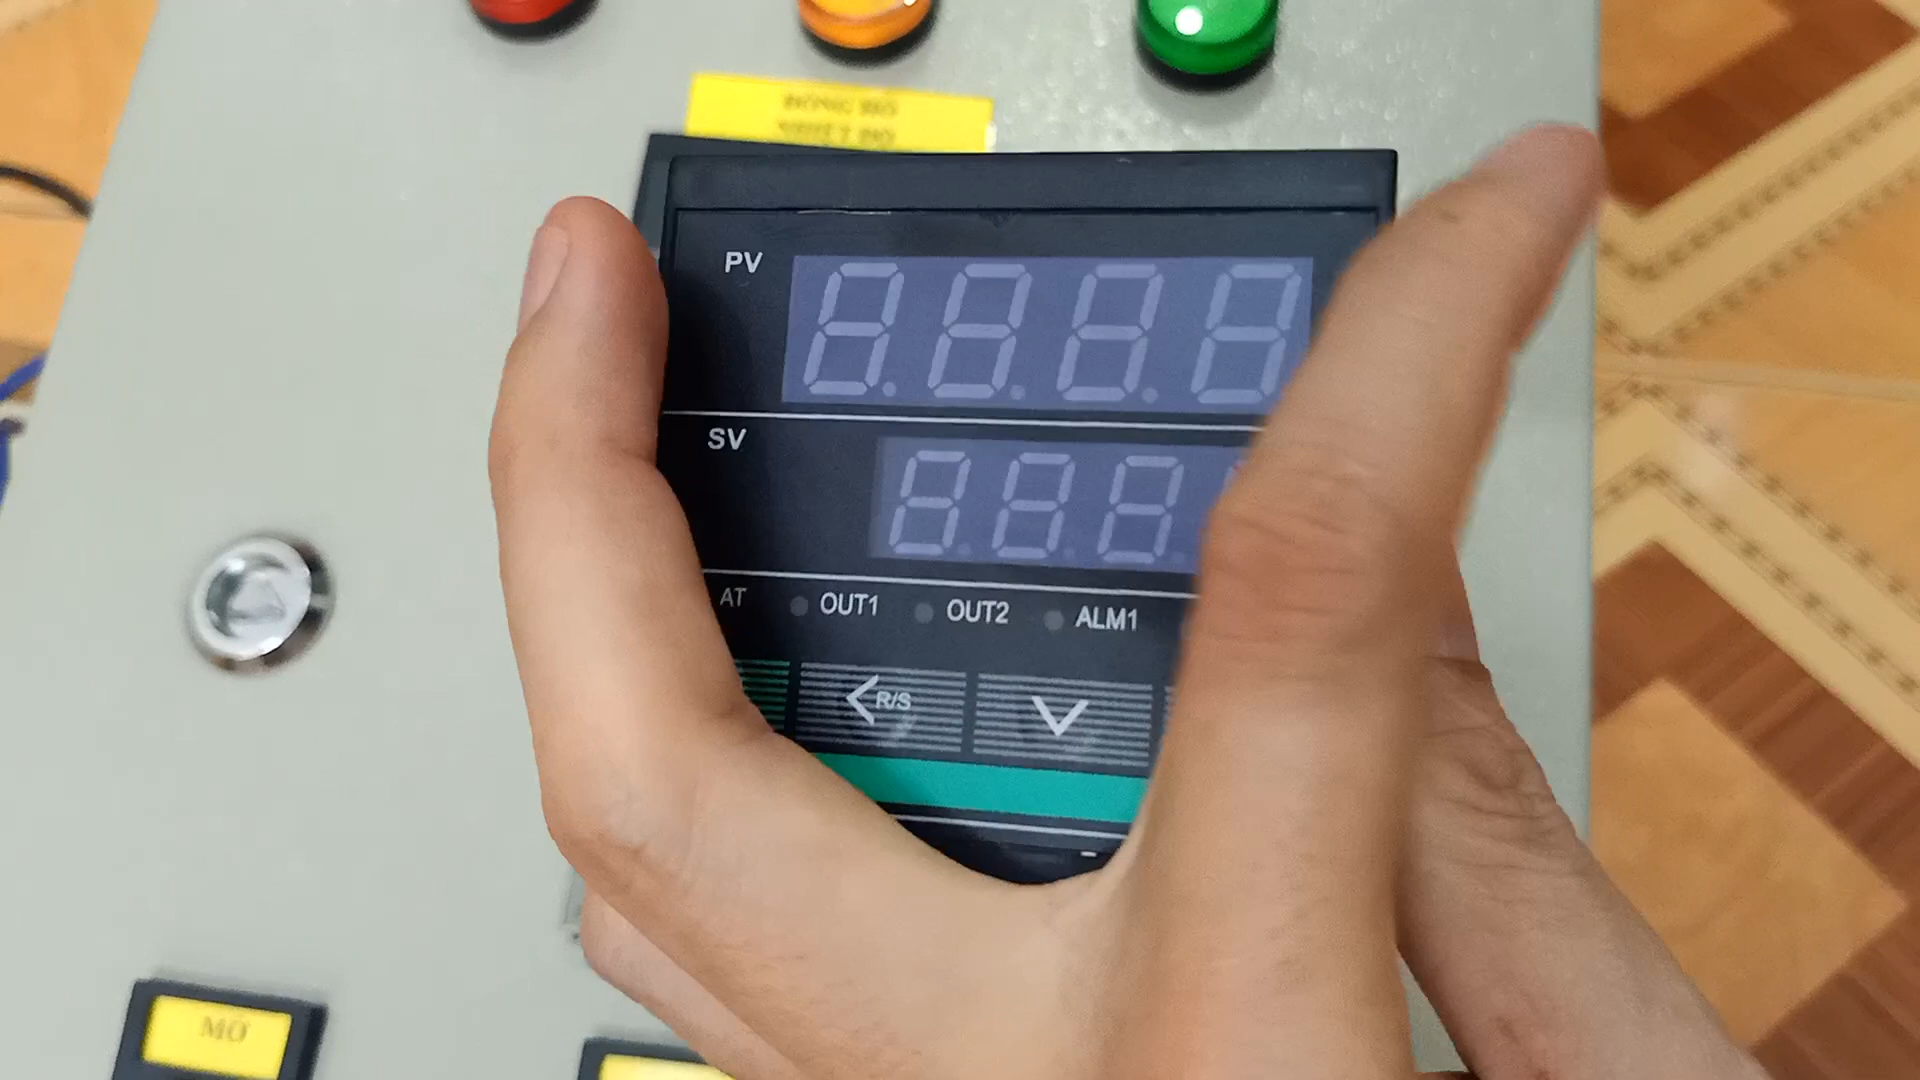 PV
SV
AT OUT1 OUT2 ALM1
R/S
MỞ